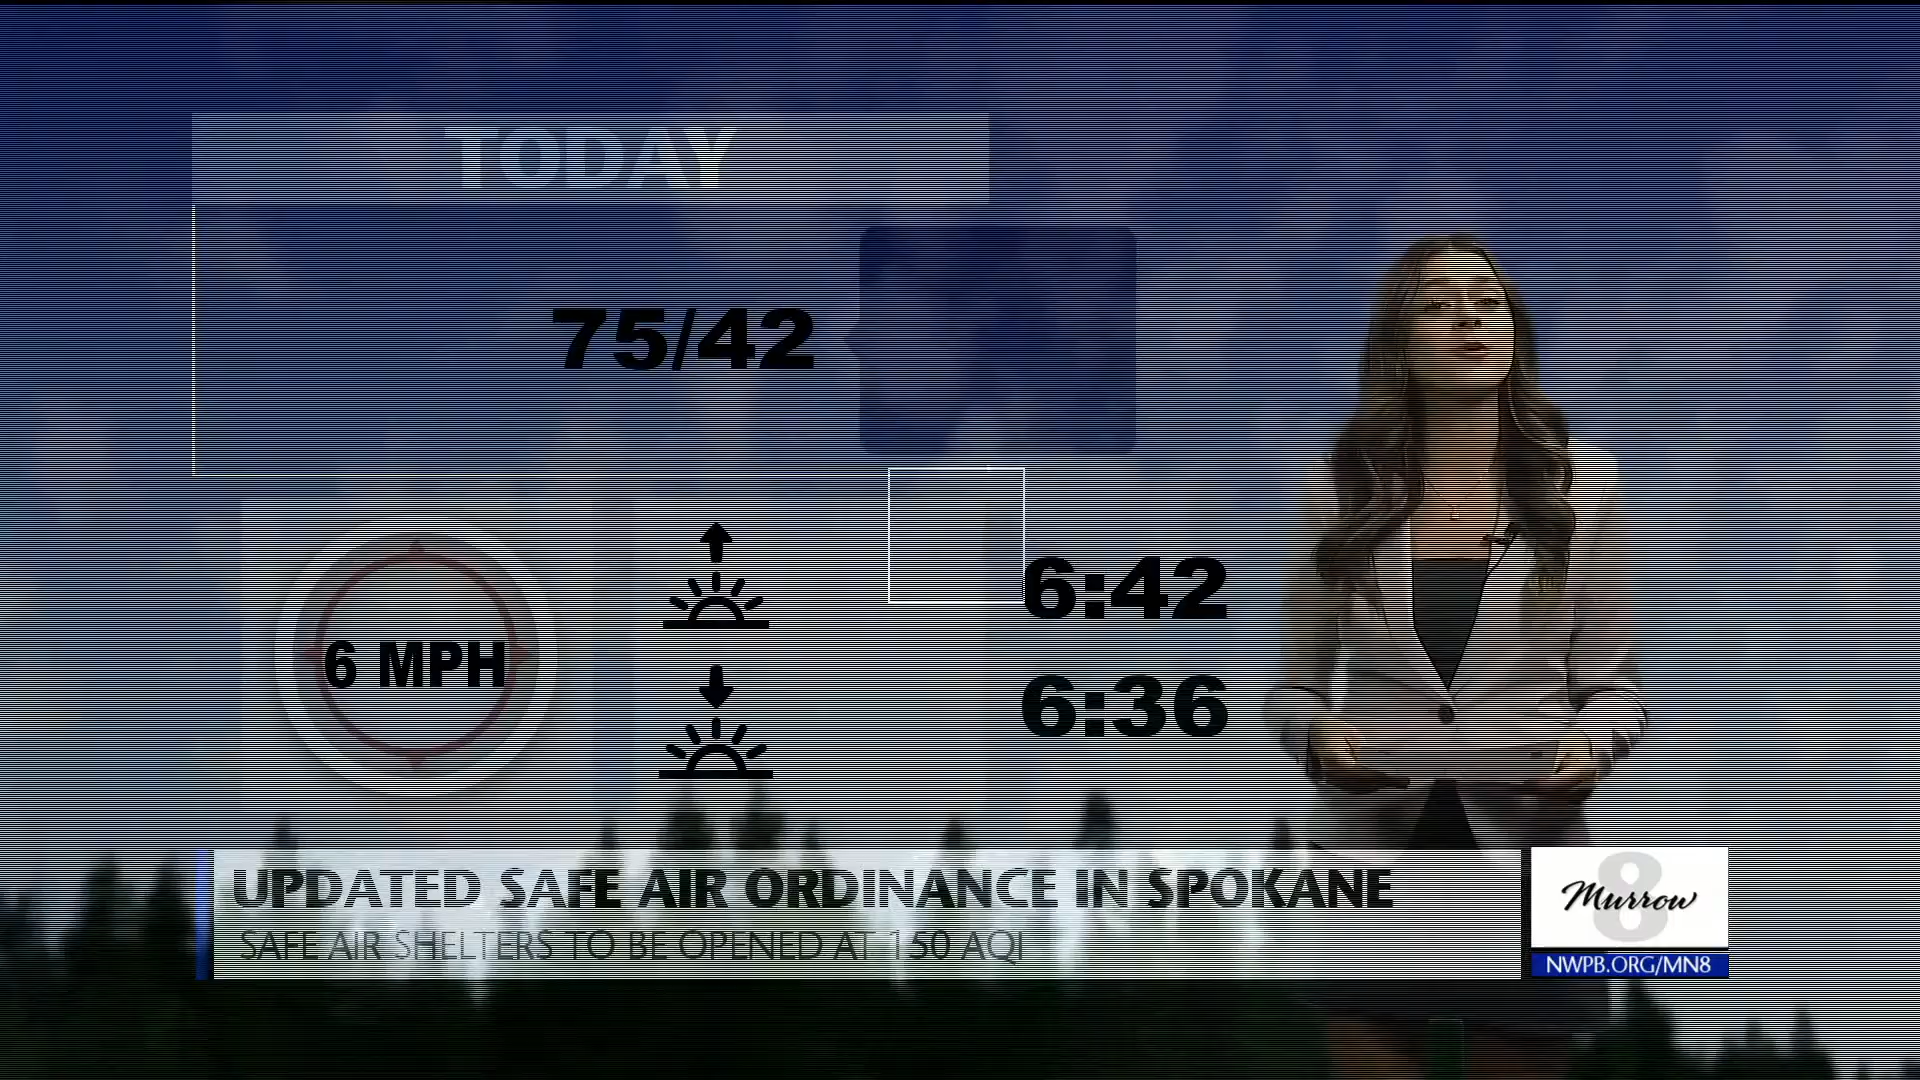 TODAY
75/42
6:42
6 MPH
6:36
UPDATED SAFE AIR ORDINANCE IN SPOKANE
SAFE AIR SHELTERS TO BE OPENED AT 150 AQI
8
Murrow
NWPB.ORG/MN8